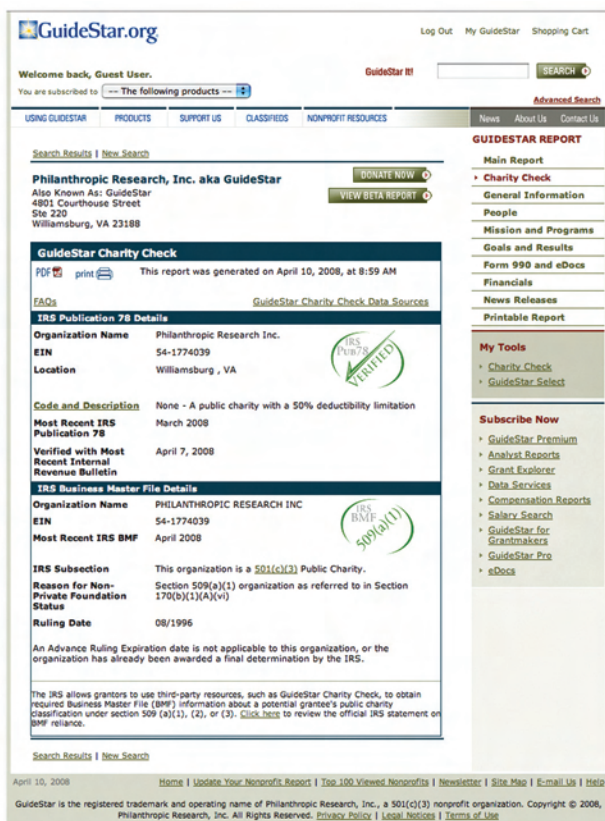 GuideStar.org
Log Out My GuideStar Shopping Cart
Welcome back, Guest User.
GuideStar It!
SEARCH
You are subscribed to -- The following products --
Advanced Search
USING GUIDESTAR PRODUCTS SUPPORT US CLASSIFIEDS NONPROFIT RESOURCES
News About Us Contact Us
Search Results | New Search
Philanthropic Research, Inc. aka GuideStar
Also Known As: GuideStar
4801 Courthouse Street
Ste 220
Williamsburg, VA 23188
DONATE NOW
VIEW BETA REPORT
GuideStar Charity Check
PDF print This report was generated on April 10, 2008, at 8:59 AM
FAQs GuideStar Charity Check Data Sources
IRS Publication 78 Details
Organization Name Philanthropic Research Inc.
EIN 54-1774039
Location Williamsburg , VA
IRS
PUB78
VERIFIED
Code and Description None - A public charity with a 50% deductibility limitation
Most Recent IRS March 2008
Publication 78
Verified with Most April 7, 2008
Recent Internal
Revenue Bulletin
IRS Business Master File Details
Organization Name PHILANTHROPIC RESEARCH INC
EIN 54-1774039
Most Recent IRS BMF April 2008
IRS
BMF
509(a)(1)
IRS Subsection This organization is a 501(c)(3) Public Charity.
Reason for Non- Section 509(a)(1) organization as referred to in Section
Private Foundation 170(b)(1)(A)(vi)
Status
Ruling Date 08/1996
An Advance Ruling Expiration date is not applicable to this organization, or the
organization has already been awarded a final determination by the IRS.
The IRS allows grantors to use third-party resources, such as GuideStar Charity Check, to obtain
required Business Master File (BMF) information about a potential grantee's public charity
classification under section 509 (a)(1), (2), or (3). Click here to review the official IRS statement on
BMF reliance.
Search Results | New Search
GUIDESTAR REPORT
Main Report
Charity Check
General Information
People
Mission and Programs
Goals and Results
Form 990 and eDocs
Financials
News Releases
Printable Report
My Tools
Charity Check
GuideStar Select
Subscribe Now
GuideStar Premium
Analyst Reports
Grant Explorer
Data Services
Compensation Reports
Salary Search
GuideStar for
Grantmakers
GuideStar Pro
eDocs
April 10, 2008 Home | Update Your Nonprofit Report | Top 100 Viewed Nonprofits | Newsletter | Site Map | E-mail Us | Help
GuideStar is the registered trademark and operating name of Philanthropic Research, Inc., a 501(c)(3) nonprofit organization. Copyright © 2008,
Philanthropic Research, Inc. All Rights Reserved. Privacy Policy | Legal Notices | Terms of Use